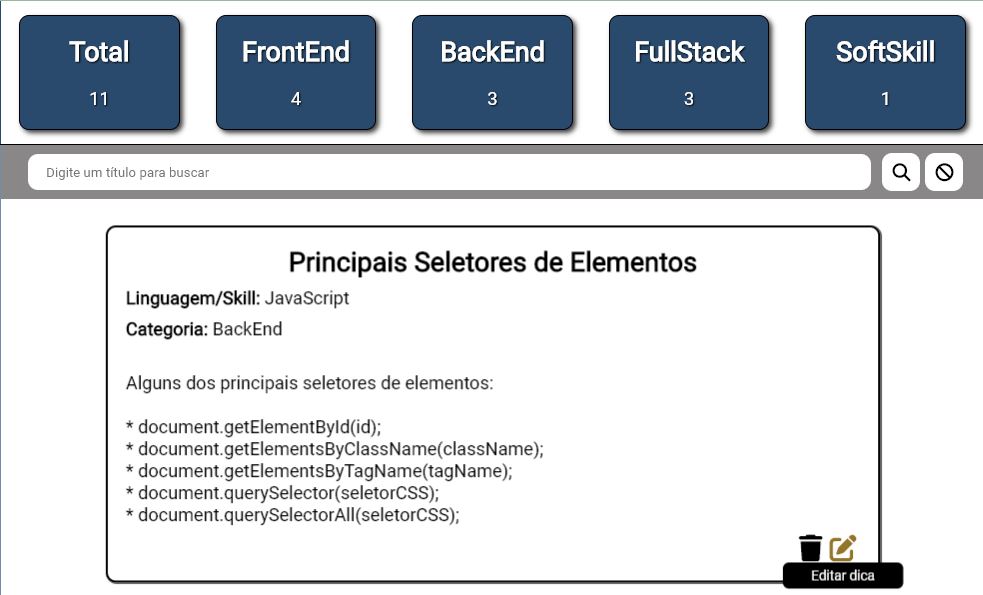 Total
11
FrontEnd
4
BackEnd
3
FullStack
3
SoftSkill
1
Digite um título para buscar
Principais Seletores de Elementos
Linguagem/Skill: JavaScript
Categoria: BackEnd
Alguns dos principais seletores de elementos:
* document.getElementById(id);
* document.getElementsByClassName(className);
* document.getElementsByTagName(tagName);
* document.querySelector(seletorCSS);
* document.querySelectorAll(seletorCSS);
Editar dica